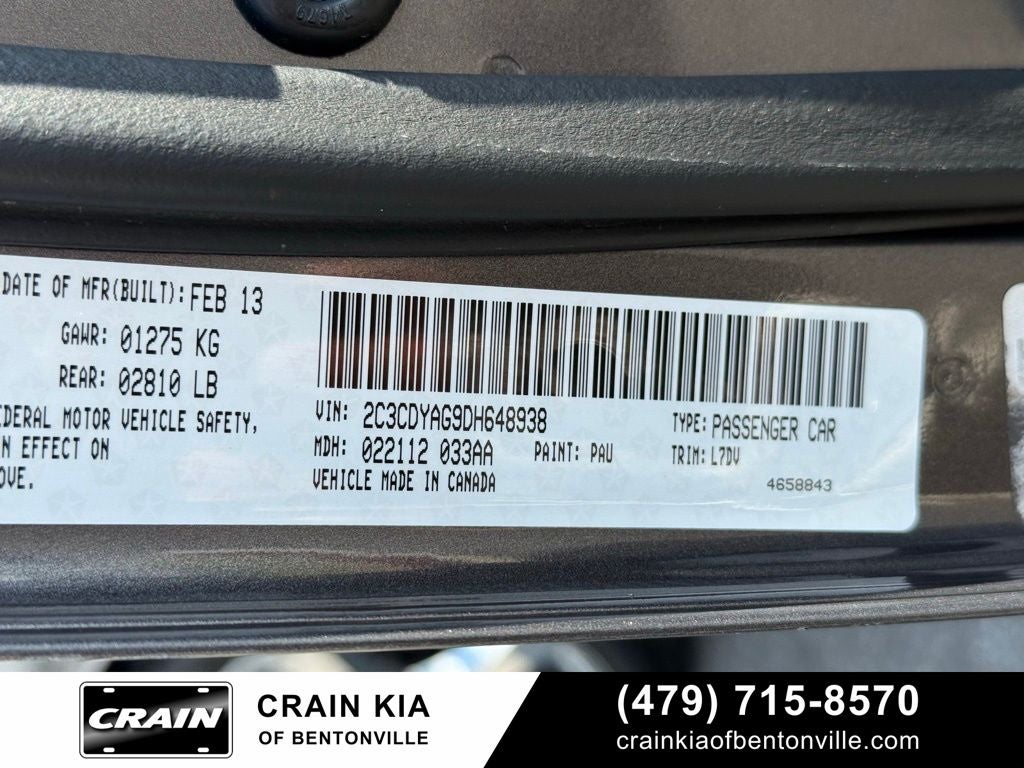 DATE OF MFR(BUILT): FEB 13
GAWR: 01275 KG
REAR: 02810 LB
MOTOR VEHICLE SAFETY,
EFFECT ON
VIN: 2C3CDYAG9DH648938
TYPE: PASSENGER CAR
MDH: 022112 033AA PAINT: PAU TRIM: L7DV
VEHICLE MADE IN CANADA
4658843
CRAIN
CRAIN KIA
OF BENTONVILLE
(479) 715-8570
crainkiaofbentonville.com